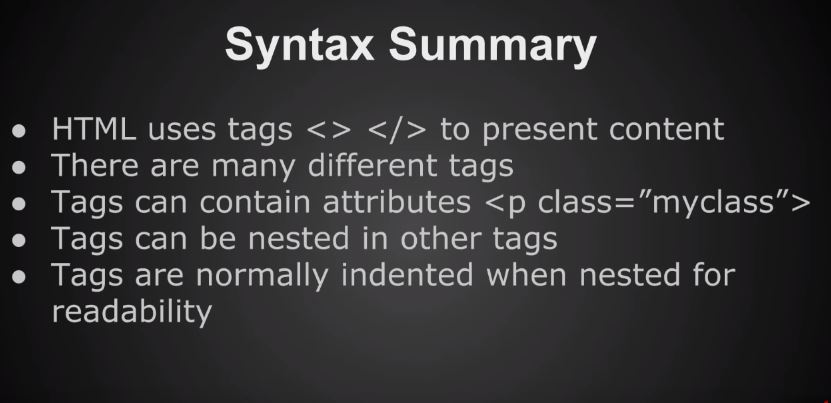 Syntax Summary
● HTML uses tags <> </> to present content
● There are many different tags
● Tags can contain attributes <p class=”myclass”>
● Tags can be nested in other tags
● Tags are normally indented when nested for
readability